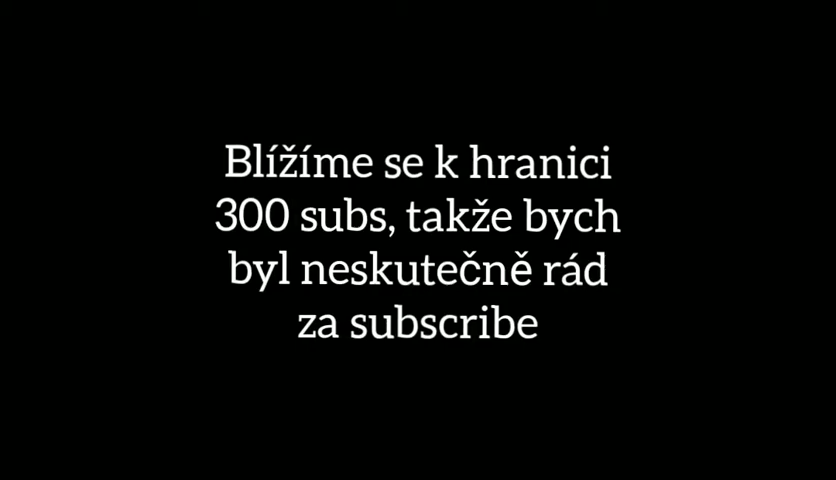 Blížíme se k hranici
300 subs, takže bych
byl neskutečně rád
za subscribe